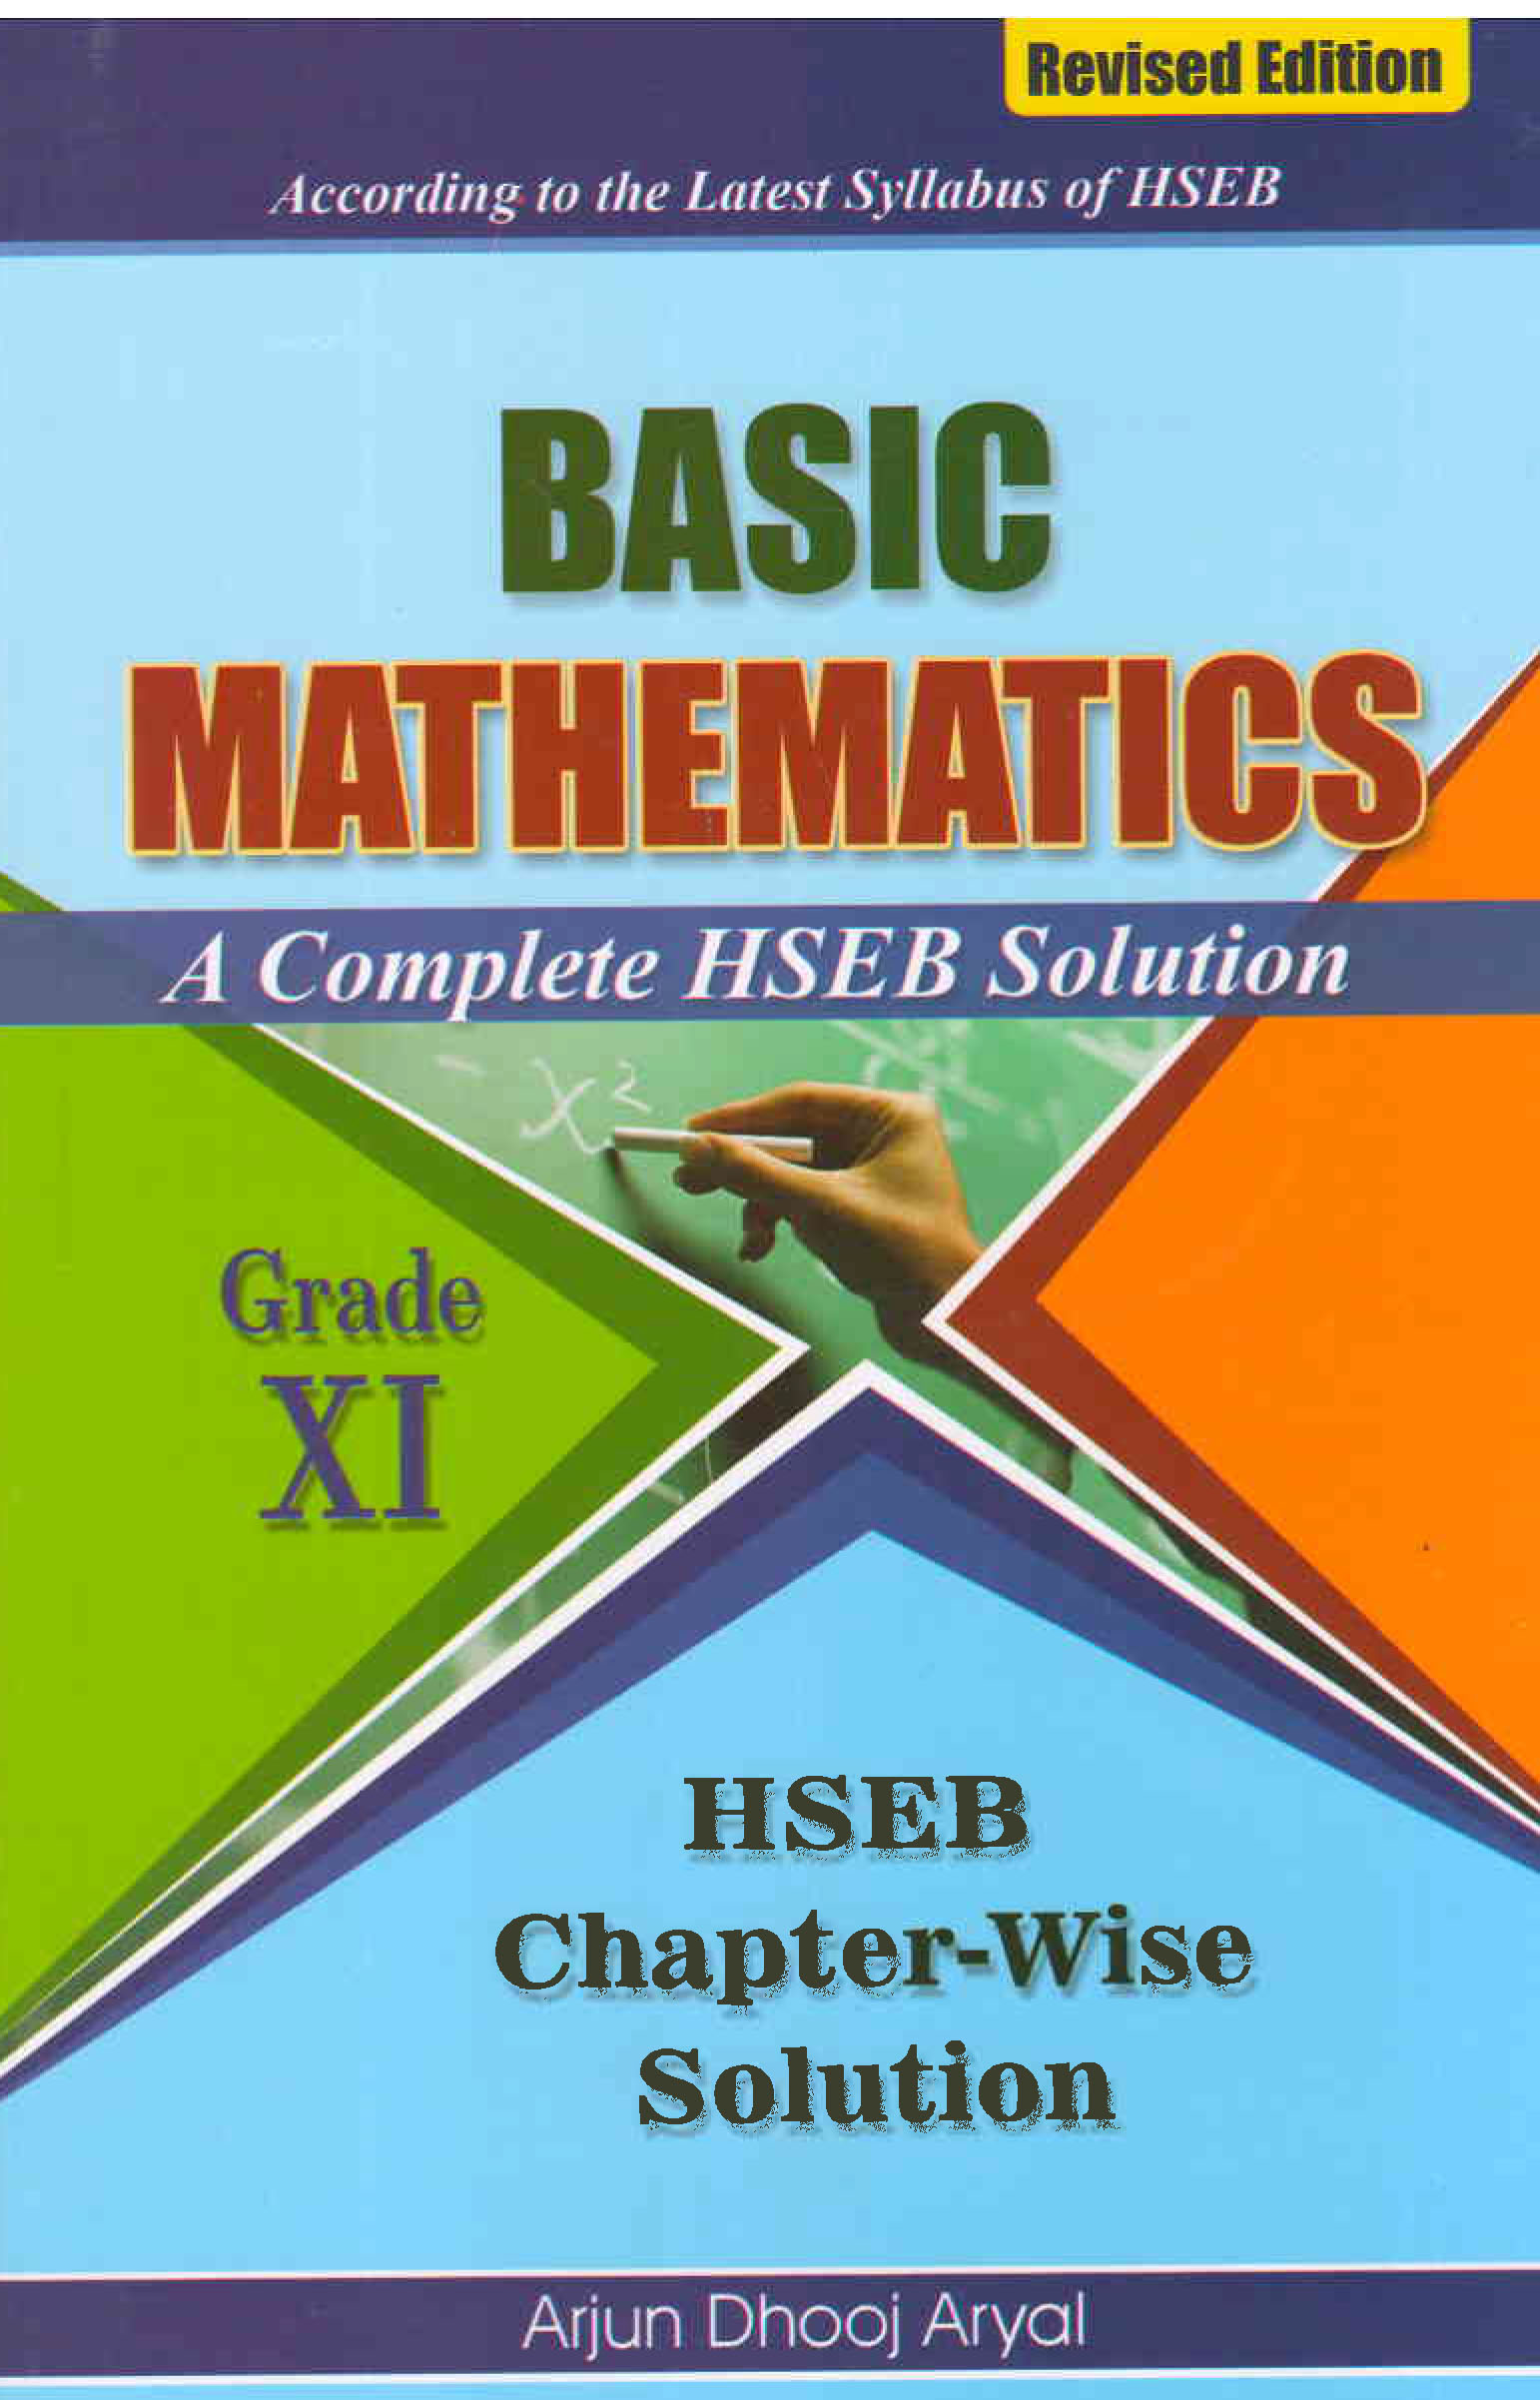 Revised Edition
According to the Latest Syllabus of HSEB
BASIC
MATHEMATICS
A Complete HSEB Solution
x²
Grade
XI
HSEB
Chapter-Wise
Solution
Arjun Dhooj Aryal